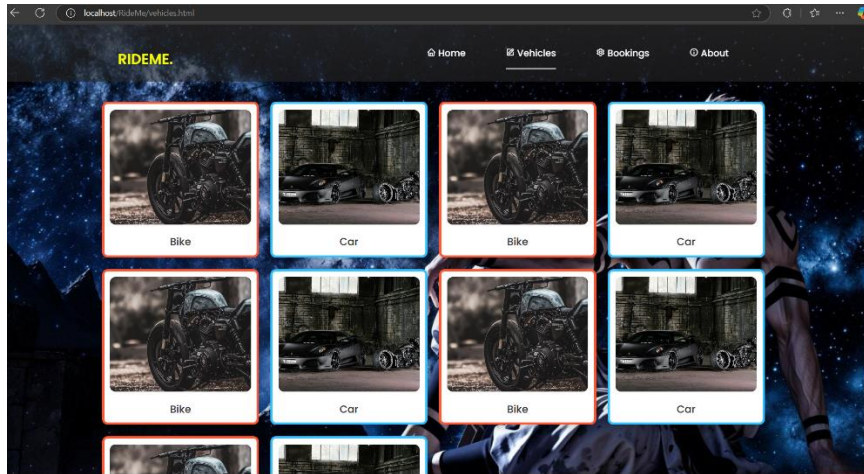 localhost/RideMe/vehicles.html
RIDEME.
Home Vehicles Bookings About
Bike Car Bike Car
Bike Car Bike Car